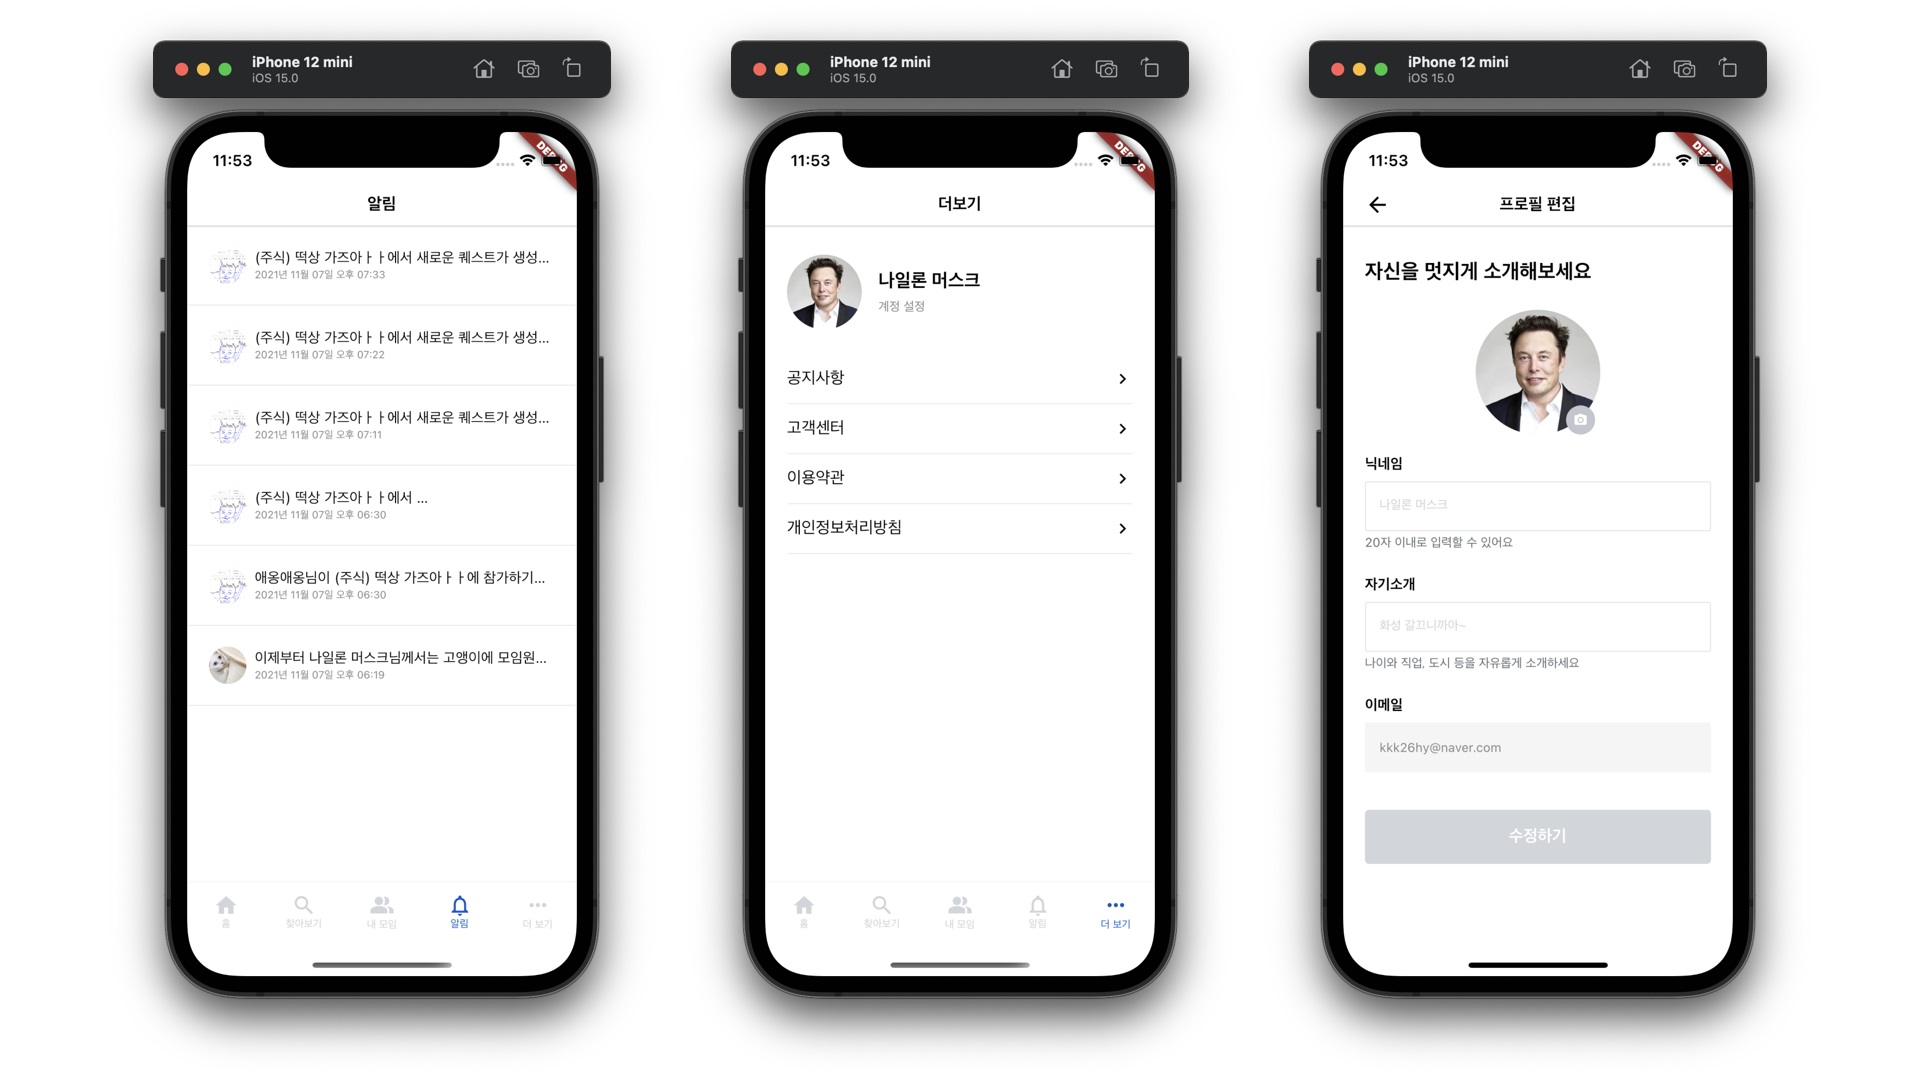 iPhone 12 mini
iOS 15.0
11:53
알림
(주식) 떡상 가즈아ㅏㅏ에서 새로운 퀘스트가 생성...
2021년 11월 07일 오후 07:33
(주식) 떡상 가즈아ㅏㅏ에서 새로운 퀘스트가 생성...
2021년 11월 07일 오후 07:22
(주식) 떡상 가즈아ㅏㅏ에서 새로운 퀘스트가 생성...
2021년 11월 07일 오후 07:11
(주식) 떡상 가즈아ㅏㅏ에서 ...
2021년 11월 07일 오후 06:30
애옹애옹님이 (주식) 떡상 가즈아ㅏㅏ에 참가하기...
2021년 11월 07일 오후 06:30
이제부터 나일론 머스크님께서는 고앵이에 모임원...
2021년 11월 07일 오후 06:19
홈
찾아보기
내 모임
알림
더 보기
iPhone 12 mini
iOS 15.0
11:53
더보기
나일론 머스크
계정 설정
공지사항
고객센터
이용약관
개인정보처리방침
홈
찾아보기
내 모임
알림
더 보기
iPhone 12 mini
iOS 15.0
11:53
프로필 편집
자신을 멋지게 소개해보세요
닉네임
나일론 머스크
20자 이내로 입력할 수 있어요
자기소개
화성 갈끄니까아~
나이와 직업, 도시 등을 자유롭게 소개하세요
이메일
kkk26hy@naver.com
수정하기